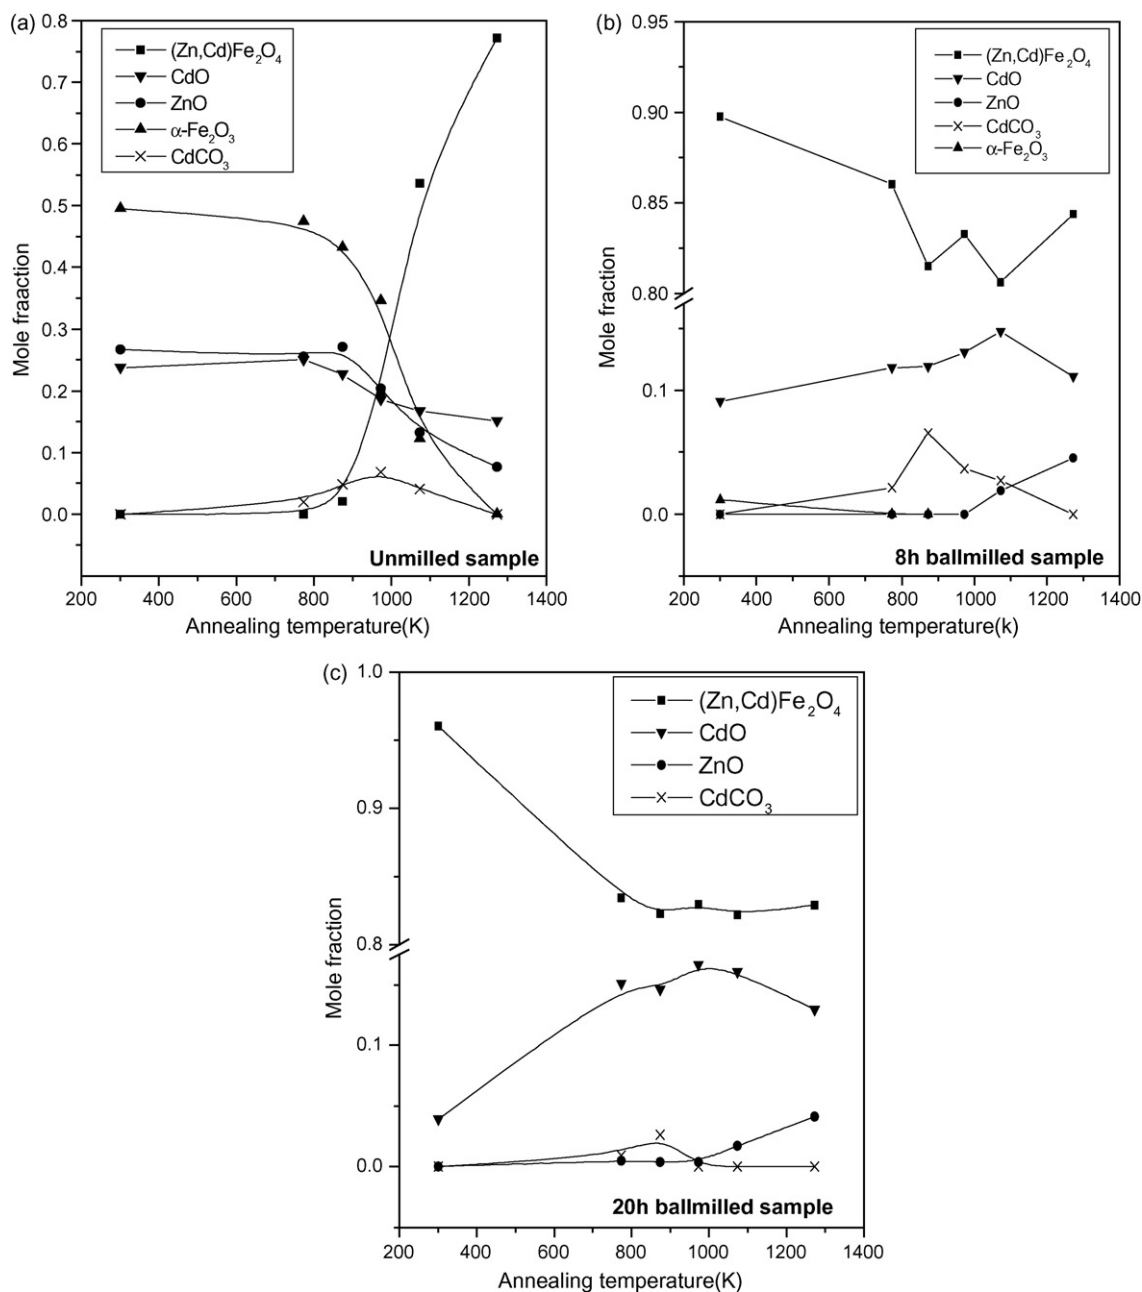 (a)
0.8
0.7
0.6
0.5
0.4
0.3
0.2
0.1
0.0
Mole fraaction
(Zn,Cd)Fe₂O₄
CdO
ZnO
α-Fe₂O₃
CdCO₃
Unmilled sample
200 400 600 800 1000 1200 1400
Annealing temperature(K)
(b)
0.95
0.90
0.85
0.80
0.1
0.0
Mole fraction
(Zn,Cd)Fe₂O₄
CdO
ZnO
CdCO₃
α-Fe₂O₃
8h ballmilled sample
200 400 600 800 1000 1200 1400
Annealing temperature(k)
(c)
1.0
0.9
0.8
0.1
0.0
Mole fraction
(Zn,Cd)Fe₂O₄
CdO
ZnO
CdCO₃
20h ballmilled sample
200 400 600 800 1000 1200 1400
Annealing temperature(K)